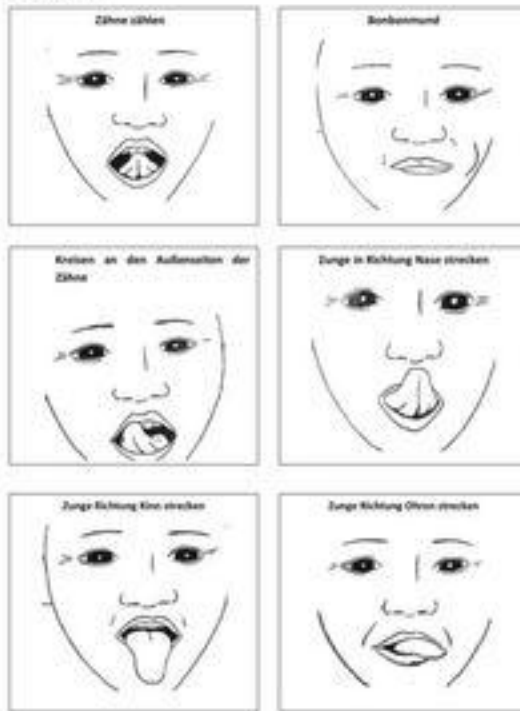 Zähne zählen
Bonbonmund
Kreisen an den Außenseiten der
Zähne
Zunge in Richtung Nase strecken
Zunge Richtung Kinn strecken
Zunge Richtung Ohren strecken